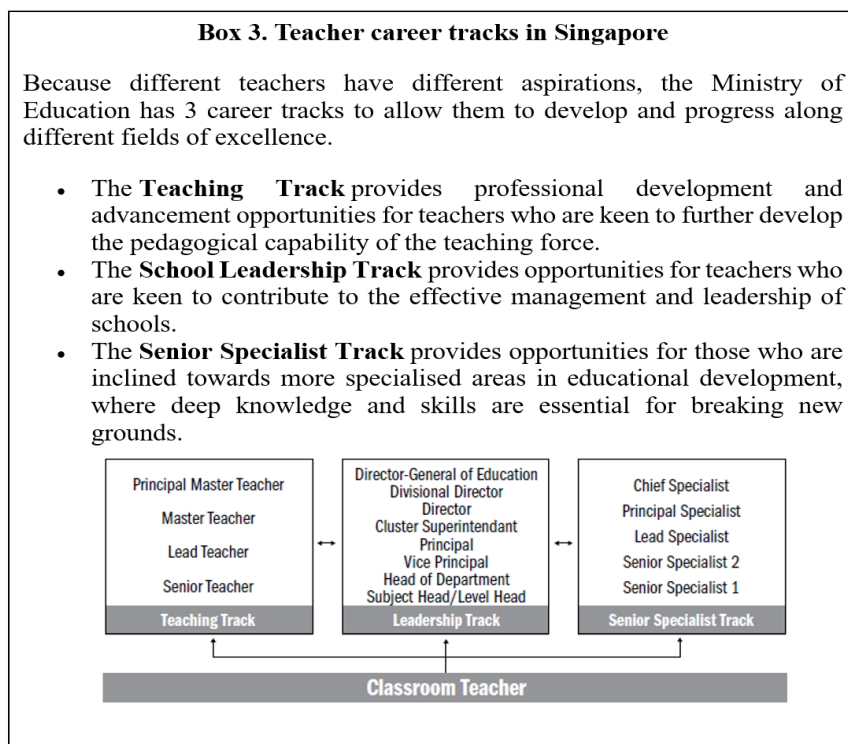 Box 3. Teacher career tracks in Singapore
Because different teachers have different aspirations, the Ministry of
Education has 3 career tracks to allow them to develop and progress along
different fields of excellence.
• The Teaching Track provides professional development and
advancement opportunities for teachers who are keen to further develop
the pedagogical capability of the teaching force.
• The School Leadership Track provides opportunities for teachers who
are keen to contribute to the effective management and leadership of
schools.
• The Senior Specialist Track provides opportunities for those who are
inclined towards more specialised areas in educational development,
where deep knowledge and skills are essential for breaking new
grounds.
Principal Master Teacher
Master Teacher
Lead Teacher
Senior Teacher
Teaching Track
Director-General of Education
Divisional Director
Director
Cluster Superintendant
Principal
Vice Principal
Head of Department
Subject Head/Level Head
Leadership Track
Chief Specialist
Principal Specialist
Lead Specialist
Senior Specialist 2
Senior Specialist 1
Senior Specialist Track
Classroom Teacher